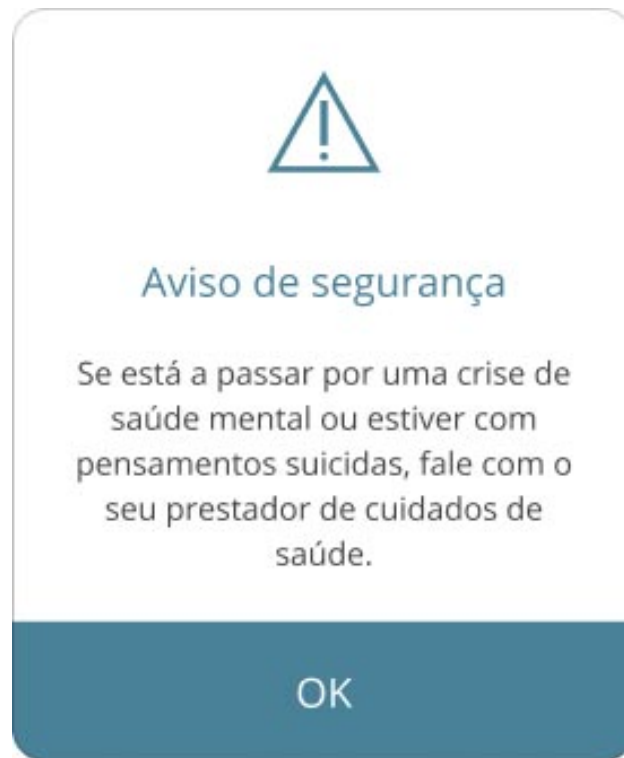 Aviso de segurança
Se está a passar por uma crise de
saúde mental ou estiver com
pensamentos suicidas, fale com o
seu prestador de cuidados de
saúde.
OK